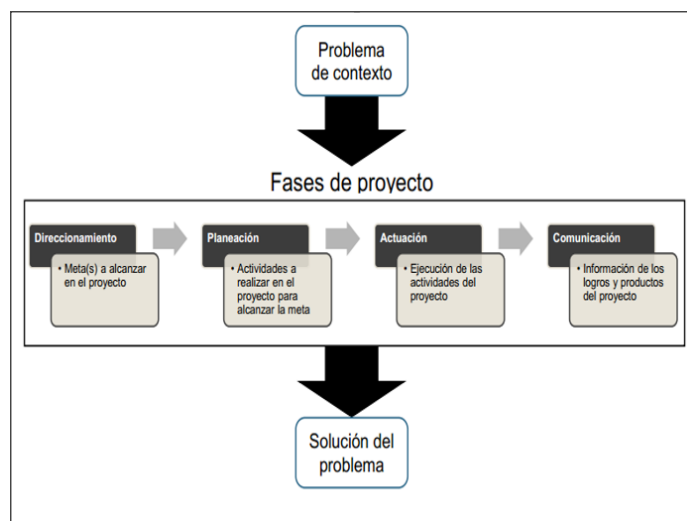 Problema
de contexto
Fases de proyecto
Direccionamiento
• Meta(s) a alcanzar
en el proyecto
Planeación
• Actividades a
realizar en el
proyecto para
alcanzar la meta
Actuación
• Ejecución de las
actividades del
proyecto
Comunicación
• Información de los
logros y productos
del proyecto
Solución del
problema